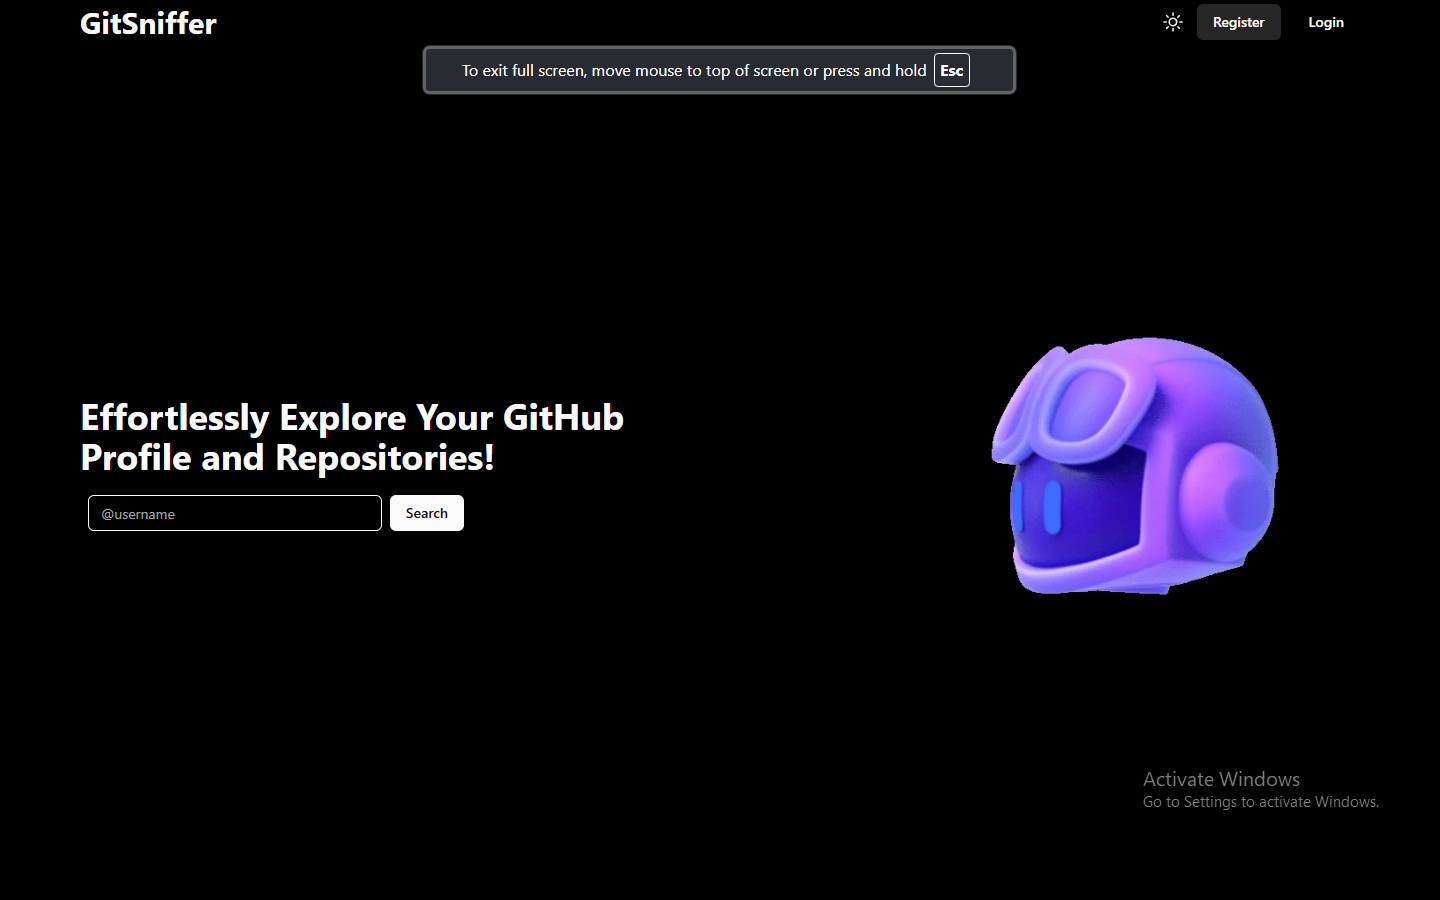 GitSniffer
Register
Login
To exit full screen, move mouse to top of screen or press and hold Esc
Effortlessly Explore Your GitHub
Profile and Repositories!
@username
Search
Activate Windows
Go to Settings to activate Windows.